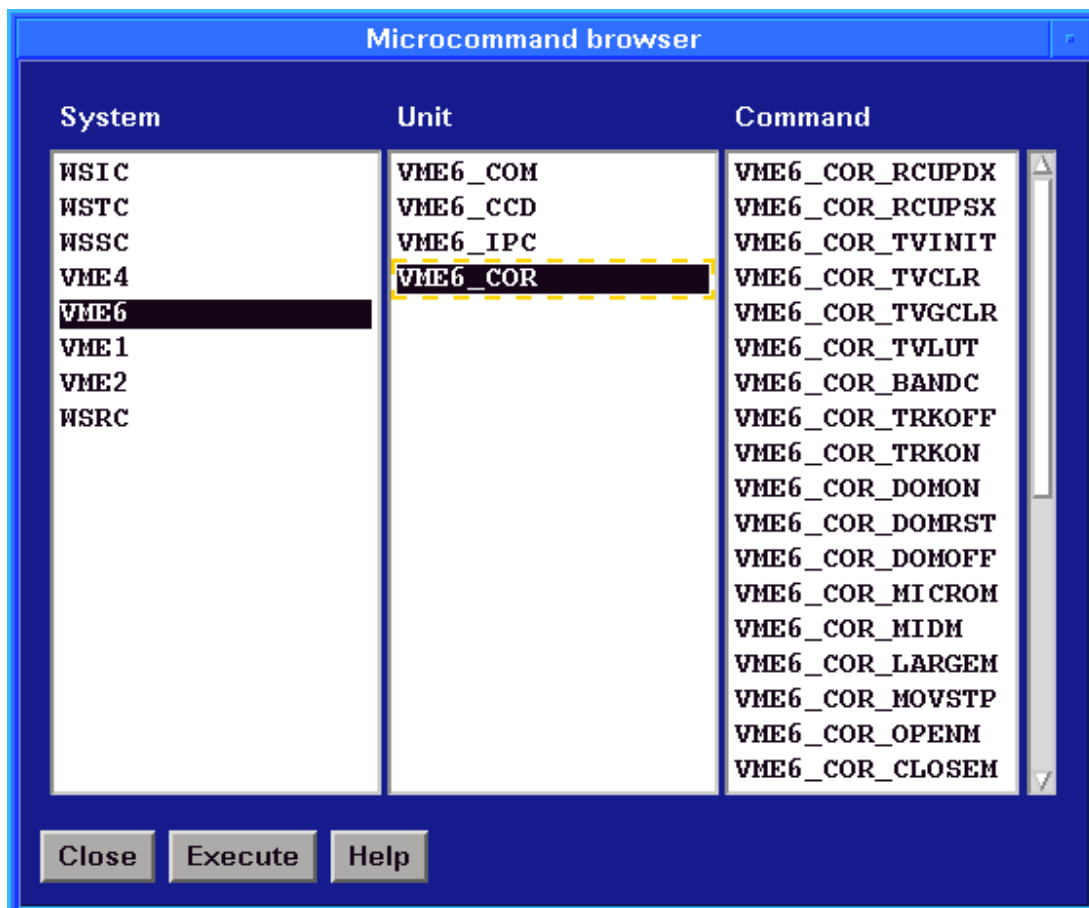 Microcommand browser
System Unit Command
WSIC VME6_COM VME6_COR_RCUPDX
WSTC VME6_CCD VME6_COR_RCUPSX
WSSC VME6_IPC VME6_COR_TVINIT
VME4 VME6_COR VME6_COR_TVCLR
VME6 VME6_COR_TVGCLR
VME1 VME6_COR_TVLUT
VME2 VME6_COR_BANDC
WSRC VME6_COR_TRKOFF
VME6_COR_TRKON
VME6_COR_DOMON
VME6_COR_DOMRST
VME6_COR_DOMOFF
VME6_COR_MICROM
VME6_COR_MIDM
VME6_COR_LARGEM
VME6_COR_MOVSTP
VME6_COR_OPENM
VME6_COR_CLOSEM
Close Execute Help